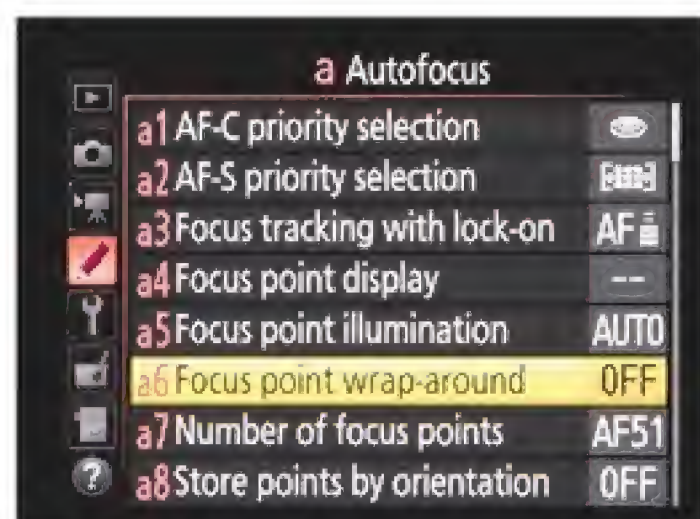 a Autofocus
a1 AF-C priority selection
a2 AF-S priority selection
a3 Focus tracking with lock-on AF
a4 Focus point display --
a5 Focus point illumination AUTO
a6 Focus point wrap-around OFF
a7 Number of focus points AF51
a8 Store points by orientation OFF
?